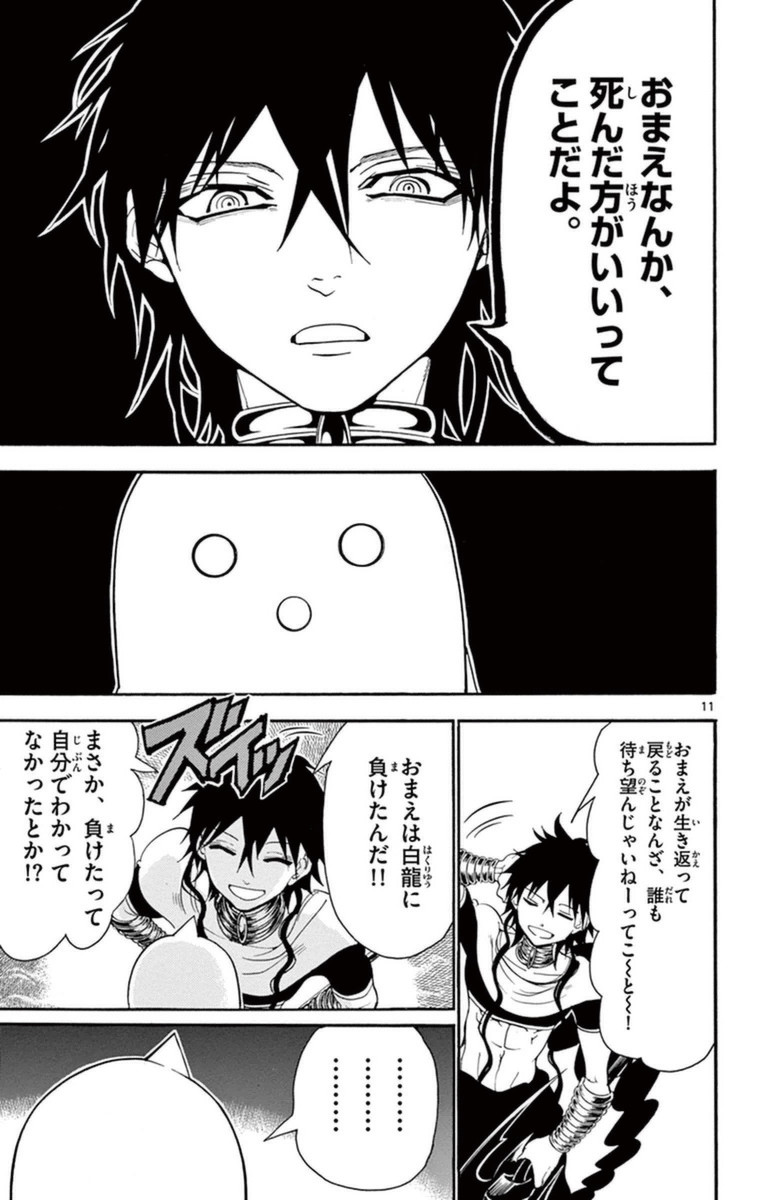 おまえなんか、
死んだ方がいいって
ことだよ。
11
おまえが生き返って
戻ることなんざ、誰も
待ち望んじゃいねーってこ〜と〜!
おまえは白龍に
負けたんだ!!
ズイッ
まさか、負けたって
自分でわかって
なかったとか!?
………………